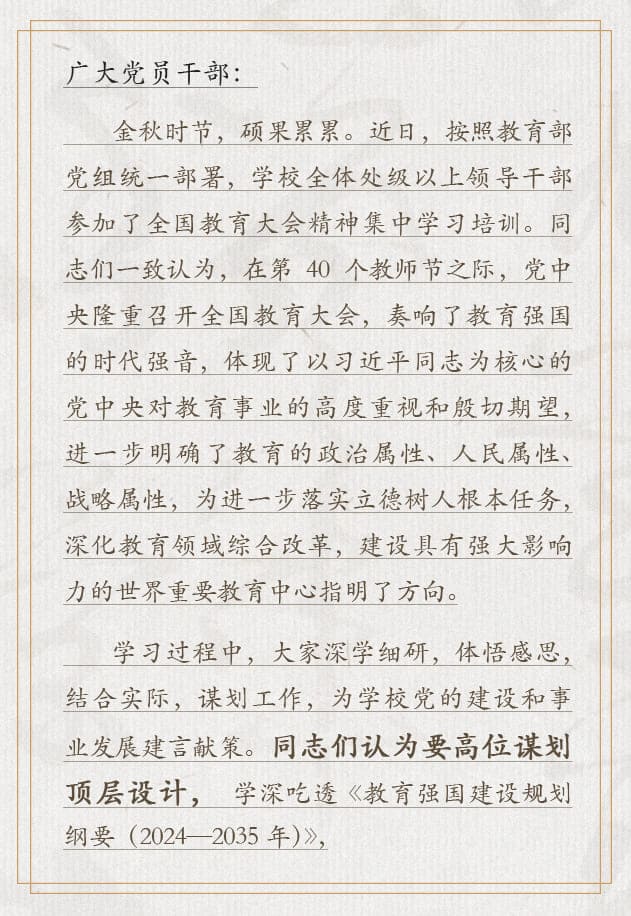 广大党员干部：
金秋时节，硕果累累。近日，按照教育部
党组统一部署，学校全体处级以上领导干部
参加了全国教育大会精神集中学习培训。同
志们一致认为，在第 40 个教师节之际，党中
央隆重召开全国教育大会，奏响了教育强国
的时代强音，体现了以习近平同志为核心的
党中央对教育事业的高度重视和殷切期望，
进一步明确了教育的政治属性、人民属性、
战略属性，为进一步落实立德树人根本任务，
深化教育领域综合改革，建设具有强大影响
力的世界重要教育中心指明了方向。
学习过程中，大家深学细研，体悟感思，
结合实际，谋划工作，为学校党的建设和事
业发展建言献策。同志们认为要高位谋划
顶层设计， 学深吃透《教育强国建设规划
纲要（2024—2035 年）》，